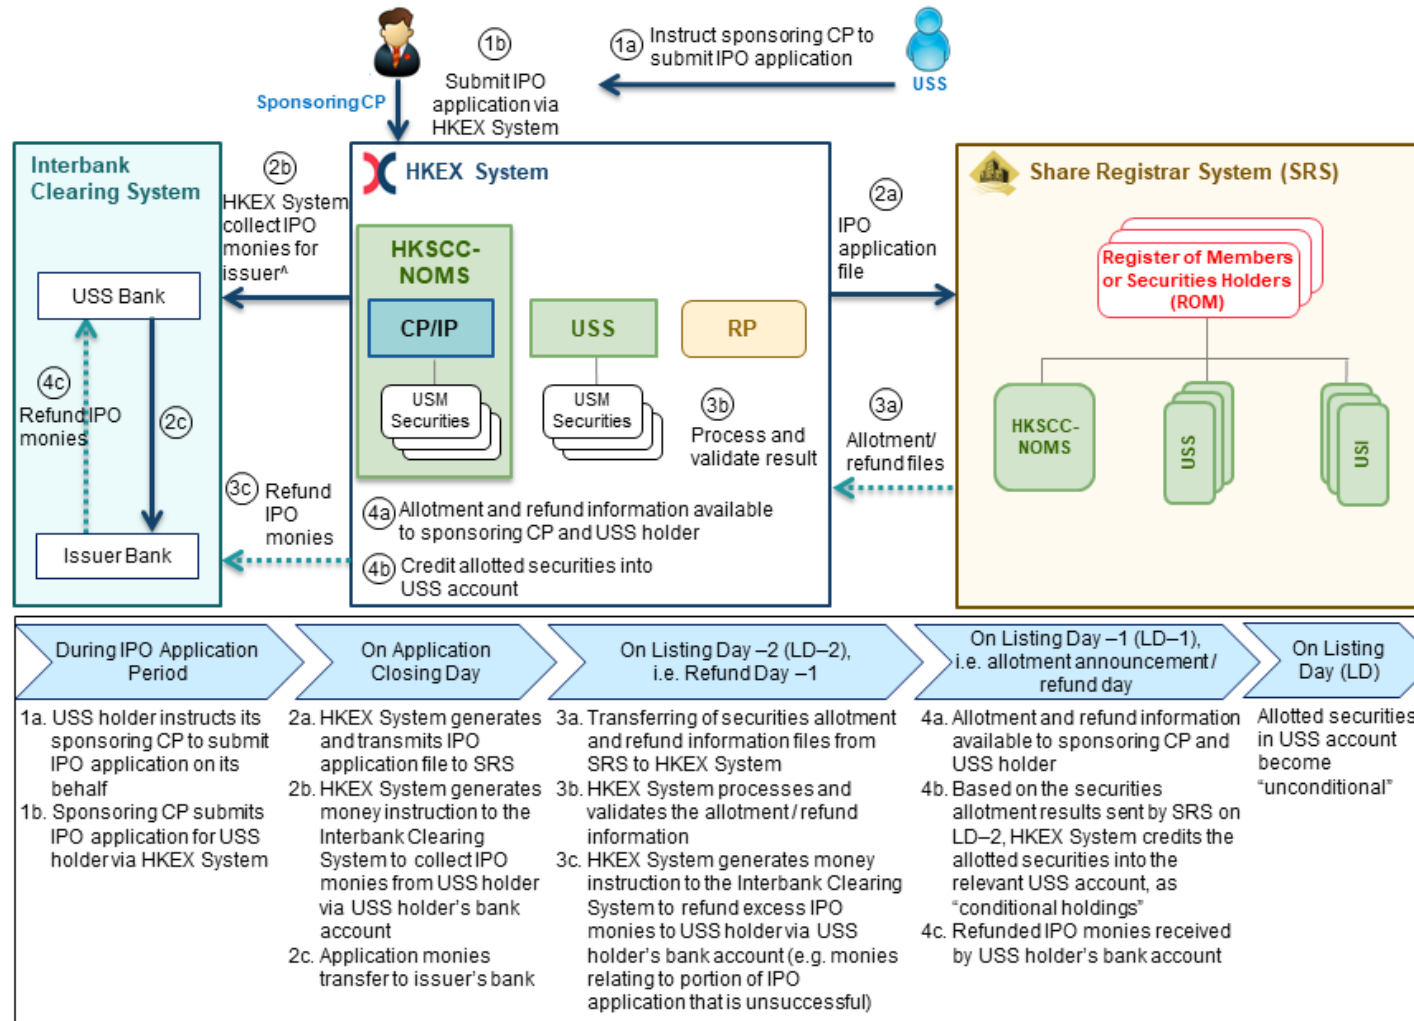 1a
Instruct sponsoring CP to
submit IPO application
USS
1b
Submit IPO
application via
HKEX System
Sponsoring CP
Interbank
Clearing System
2b
HKEX System
collect IPO
monies for
issuer^
USS Bank
4c
Refund IPO
monies
2c
3c
Refund
IPO
monies
Issuer Bank
HKEX System
HKSCC-
NOMS
CP/IP
USS
RP
USM
Securities
USM
Securities
3b
Process and
validate result
4a
Allotment and refund information available
to sponsoring CP and USS holder
4b
Credit allotted securities into
USS account
2a
IPO
application
file
3a
Allotment/
refund files
Share Registrar System (SRS)
Register of Members
or Securities Holders
(ROM)
HKSCC-
NOMS
USS
USI
During IPO Application
Period
1a. USS holder instructs its
sponsoring CP to submit
IPO application on its
behalf
1b. Sponsoring CP submits
IPO application for USS
holder via HKEX System
On Application
Closing Day
2a. HKEX System generates
and transmits IPO
application file to SRS
2b. HKEX System generates
money instruction to the
Interbank Clearing
System to collect IPO
monies from USS holder
via USS holder's bank
account
2c. Application monies
transfer to issuer's bank
On Listing Day –2 (LD–2),
i.e. Refund Day –1
3a. Transferring of securities allotment
and refund information files from
SRS to HKEX System
3b. HKEX System processes and
validates the allotment / refund
information
3c. HKEX System generates money
instruction to the Interbank Clearing
System to refund excess IPO
monies to USS holder via USS
holder's bank account (e.g. monies
relating to portion of IPO
application that is unsuccessful)
On Listing Day –1 (LD–1),
i.e. allotment announcement /
refund day
4a. Allotment and refund information
available to sponsoring CP and
USS holder
4b. Based on the securities
allotment results sent by SRS on
LD–2, HKEX System credits the
allotted securities into the
relevant USS account, as
"conditional holdings"
4c. Refunded IPO monies received
by USS holder's bank account
On Listing
Day (LD)
Allotted securities
in USS account
become
"unconditional"